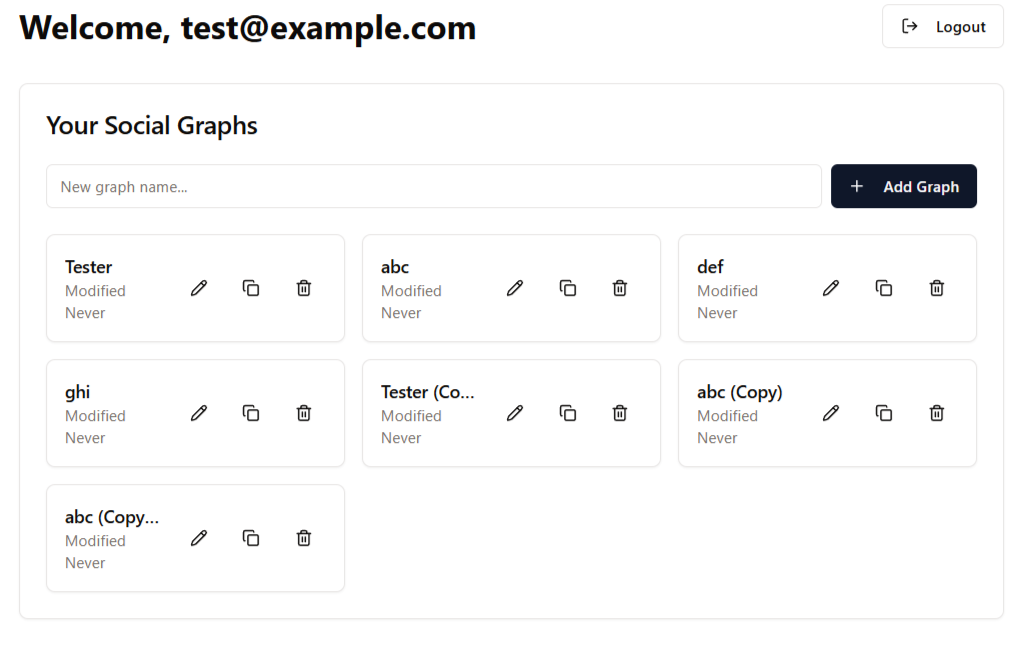 Welcome, test@example.com
Logout
Your Social Graphs
New graph name...
Add Graph
Tester
Modified
Never
abc
Modified
Never
def
Modified
Never
ghi
Modified
Never
Tester (Co...
Modified
Never
abc (Copy)
Modified
Never
abc (Copy...
Modified
Never